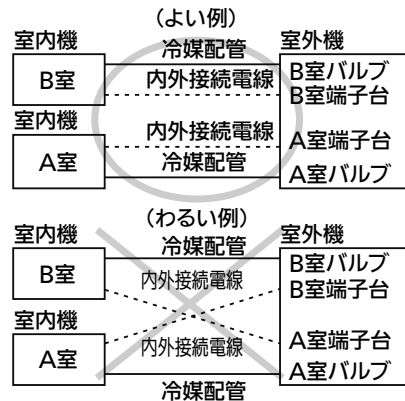 （よい例）
室内機 冷媒配管 室外機
B室 内外接続電線 B室バルブ
B室端子台
室内機 内外接続電線 A室端子台
A室 冷媒配管 A室バルブ
（わるい例）
室内機 冷媒配管 室外機
B室 内外接続電線 B室バルブ
B室端子台
室内機 内外接続電線 A室端子台
A室 A室バルブ
冷媒配管